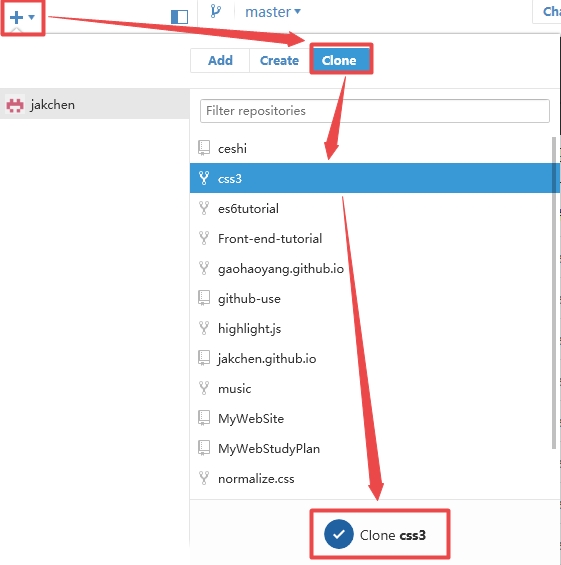 master
Cha
Add
Create
Clone
jakchen
Filter repositories
ceshi
css3
es6tutorial
Front-end-tutorial
gaohaoyang.github.io
github-use
highlight.js
jakchen.github.io
music
MyWebSite
MyWebStudyPlan
normalize.css
Clone css3